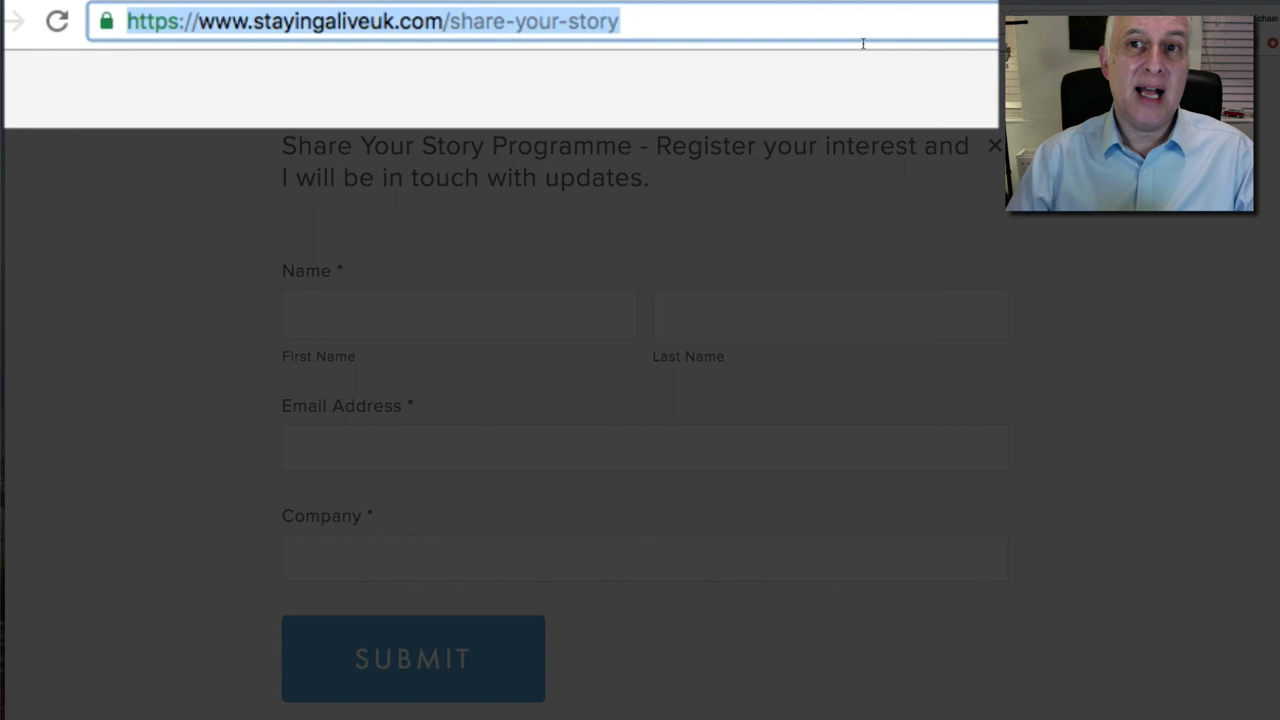 https://www.stayingaliveuk.com/share-your-story
chael
Share Your Story Programme - Register your interest and
I will be in touch with updates.
Name *
First Name
Last Name
Email Address *
Company *
SUBMIT